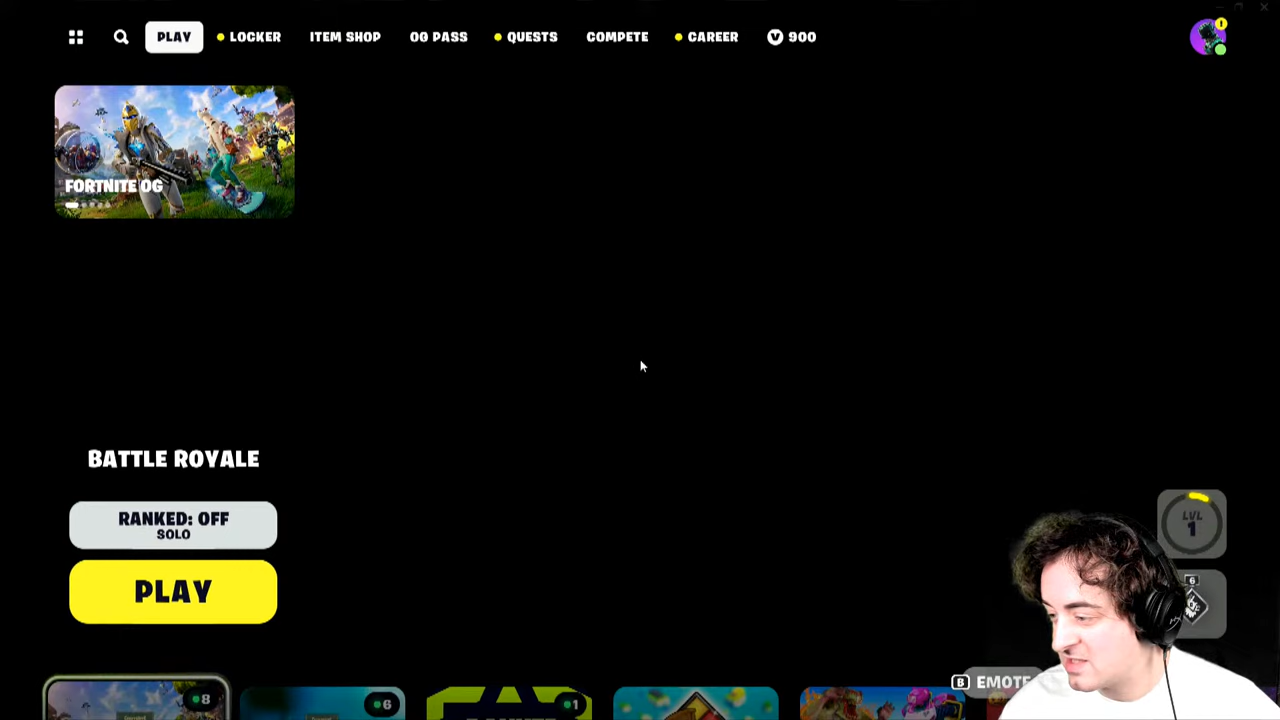 PLAY
LOCKER
ITEM SHOP
OG PASS
QUESTS
COMPETE
CAREER
V 900
!
FORTNITE OG
BATTLE ROYALE
RANKED: OFF
SOLO
PLAY
LVL
1
6
8
6
1
B EMOTE